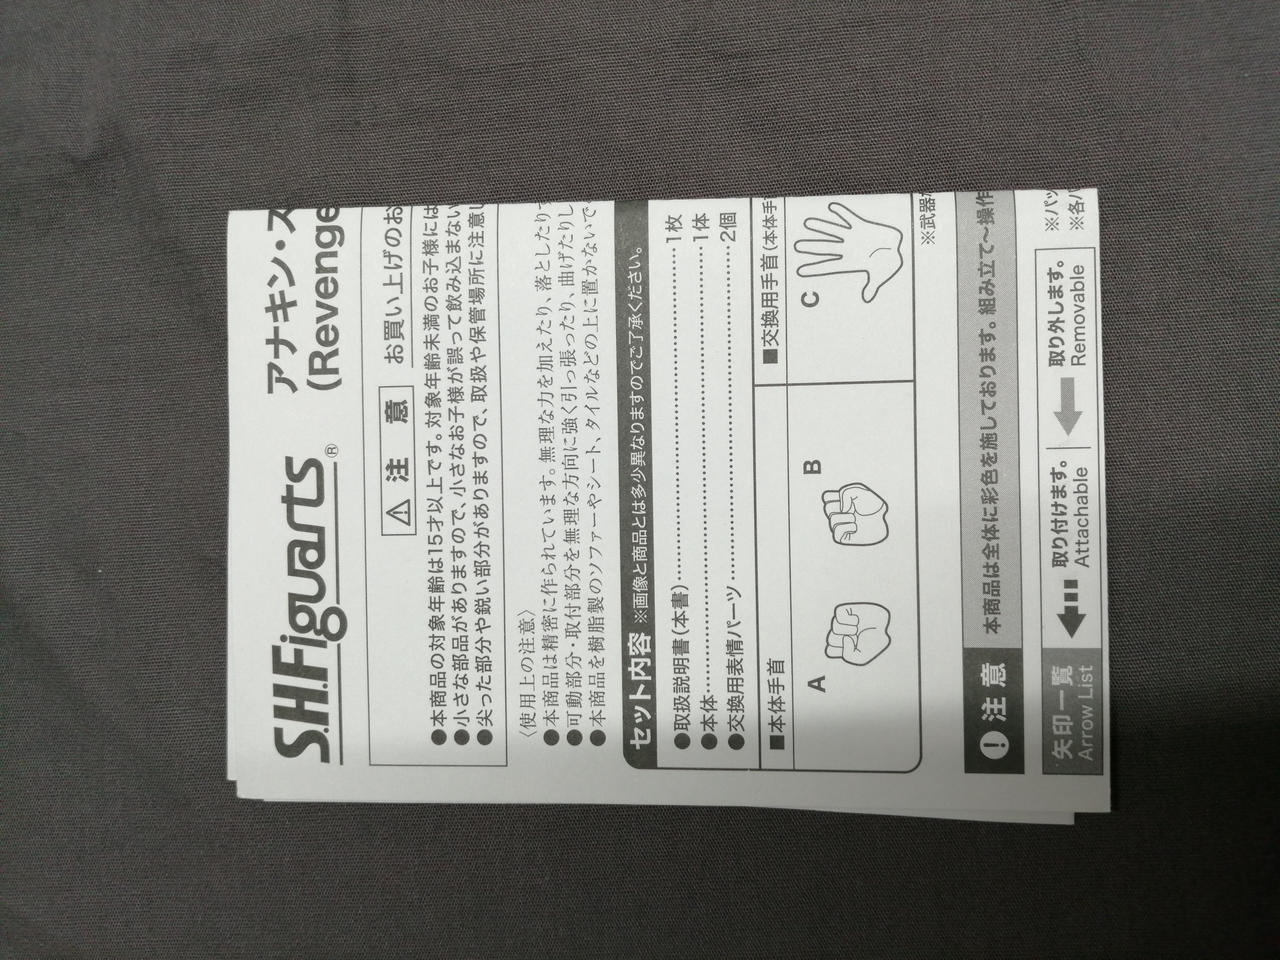 S.H.Figuarts®
アナキン・ス
(Revenge
⚠ 注 意
お買い上げのお
●本商品の対象年齢は15才以上です。対象年齢未満のお子様には
●小さな部品がありますので、小さなお子様が誤って飲み込まない
●尖った部分や鋭い部分がありますので、取扱や保管場所に注意し
〈使用上の注意〉
●本商品は精密に作られています。無理な力を加えたり、落としたりす
●可動部分・取付部分を無理な方向に強く引っ張ったり、曲げたりし
●本商品を樹脂製のソファーやシート、タイルなどの上に置かないで
セット内容 ※画像と商品とは多少異なりますのでご了承ください。
●取扱説明書(本書)……………………1枚
●本体……………………1体
●交換用表情パーツ……………………2個
■本体手首
A
B
■交換用手首(本体手
C
※武器が
! 注 意
本商品は全体に彩色を施しております。組み立て〜操作
矢印一覧
Arrow List
取り付けます。
Attachable
取り外します。
Removable
※パッ
※各パ